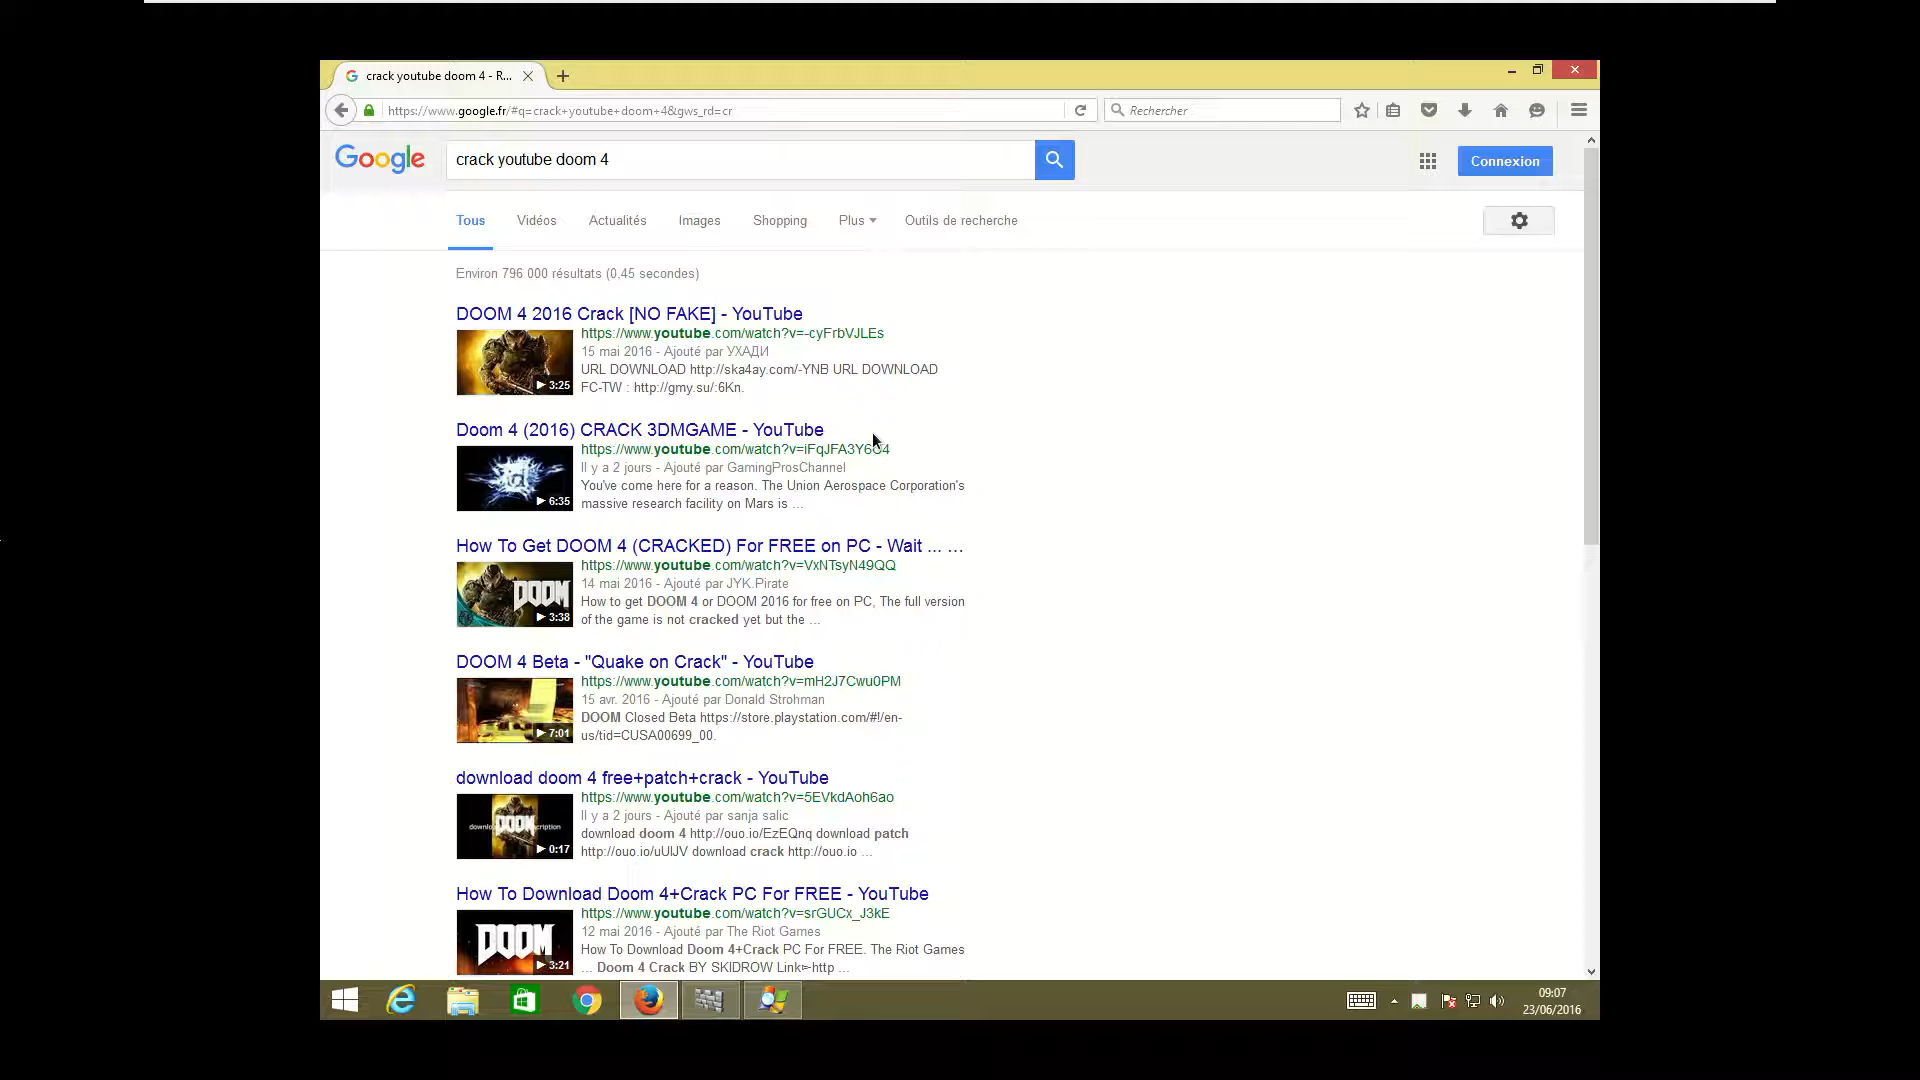 crack youtube doom 4 - R...
https://www.google.fr/#q=crack+youtube+doom+4&gws_rd=cr
Rechercher
Google
crack youtube doom 4
Connexion
Tous
Vidéos
Actualités
Images
Shopping
Plus
Outils de recherche
Environ 796 000 résultats (0,45 secondes)
DOOM 4 2016 Crack [NO FAKE] - YouTube
https://www.youtube.com/watch?v=-cyFrbVJLEs
15 mai 2016 - Ajouté par УХАДИ
URL DOWNLOAD http://ska4ay.com/-YNB URL DOWNLOAD
FC-TW : http://gmy.su/:6Kn.
3:25
Doom 4 (2016) CRACK 3DMGAME - YouTube
https://www.youtube.com/watch?v=iFqJFA3Y6O4
Il y a 2 jours - Ajouté par GamingProsChannel
You've come here for a reason. The Union Aerospace Corporation's
massive research facility on Mars is ...
6:35
How To Get DOOM 4 (CRACKED) For FREE on PC - Wait ... ...
https://www.youtube.com/watch?v=VxNTsyN49QQ
14 mai 2016 - Ajouté par JYK.Pirate
How to get DOOM 4 or DOOM 2016 for free on PC, The full version
of the game is not cracked yet but the ...
DOOM
3:38
DOOM 4 Beta - "Quake on Crack" - YouTube
https://www.youtube.com/watch?v=mH2J7Cwu0PM
15 avr. 2016 - Ajouté par Donald Strohman
DOOM Closed Beta https://store.playstation.com/#!/en-
us/tid=CUSA00699_00.
7:01
download doom 4 free+patch+crack - YouTube
https://www.youtube.com/watch?v=5EVkdAoh6ao
Il y a 2 jours - Ajouté par sanja salic
download doom 4 http://ouo.io/EzEQnq download patch
http://ouo.io/uUlJV download crack http://ouo.io ...
DOOM
0:17
How To Download Doom 4+Crack PC For FREE - YouTube
https://www.youtube.com/watch?v=srGUCx_J3kE
12 mai 2016 - Ajouté par The Riot Games
How To Download Doom 4+Crack PC For FREE. The Riot Games
... Doom 4 Crack BY SKIDROW Link➳http ...
DOOM
3:21
09:07
23/06/2016